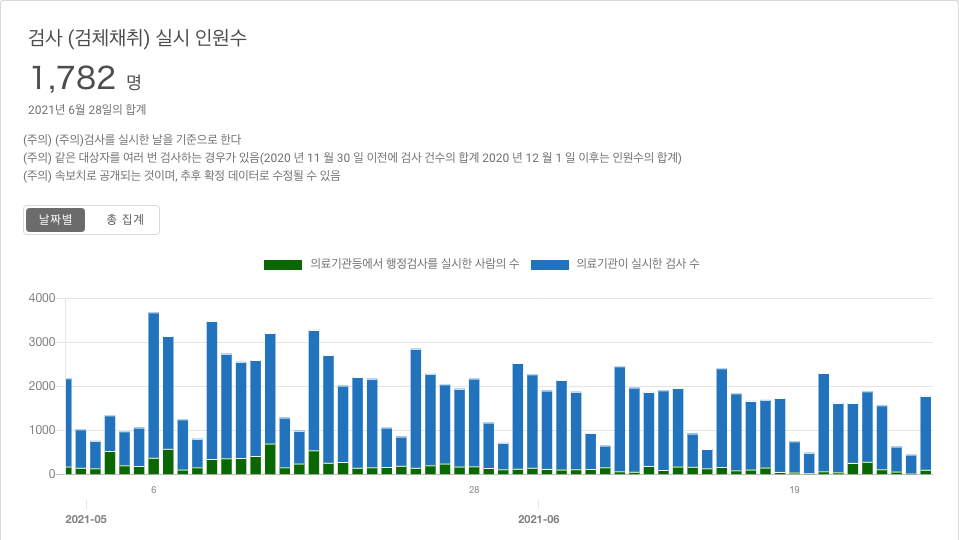 검사 (검체채취) 실시 인원수
1,782 명
2021년 6월 28일의 합계
(주의) (주의)검사를 실시한 날을 기준으로 한다
(주의) 같은 대상자를 여러 번 검사하는 경우가 있음(2020 년 11 월 30 일 이전에 검사 건수의 합계 2020 년 12 월 1 일 이후는 인원수의 합계)
(주의) 속보치로 공개되는 것이며, 추후 확정 데이터로 수정될 수 있음
날짜별 총 집계
의료기관등에서 행정검사를 실시한 사람의 수 의료기관이 실시한 검사 수
4000
3000
2000
1000
0
6 28 19
2021-05 2021-06